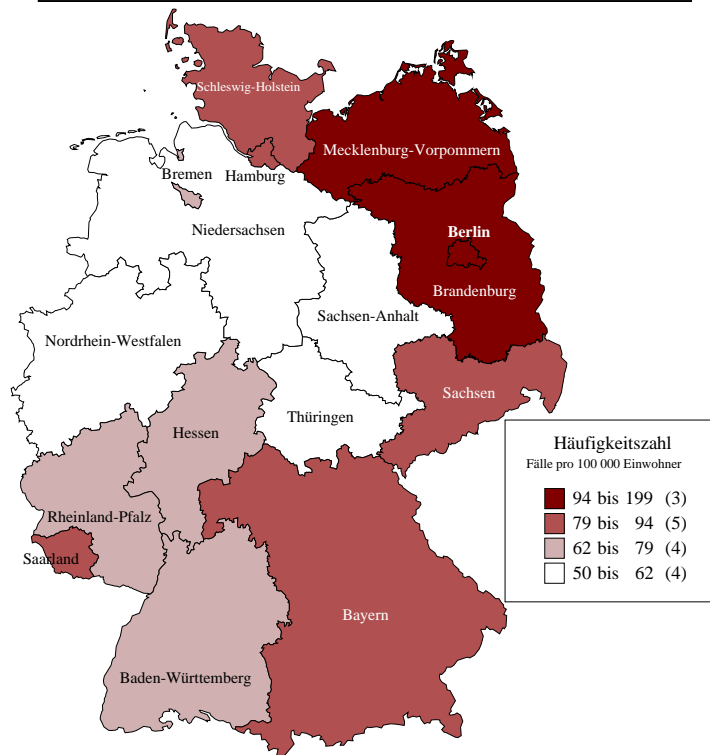 Schleswig-Holstein
Mecklenburg-Vorpommern
Bremen
Hamburg
Niedersachsen
Berlin
Brandenburg
Sachsen-Anhalt
Nordrhein-Westfalen
Sachsen
Thüringen
Hessen
Rheinland-Pfalz
Saarland
Bayern
Baden-Württemberg
Häufigkeitszahl
Fälle pro 100 000 Einwohner
94 bis 199 (3)
79 bis 94 (5)
62 bis 79 (4)
50 bis 62 (4)